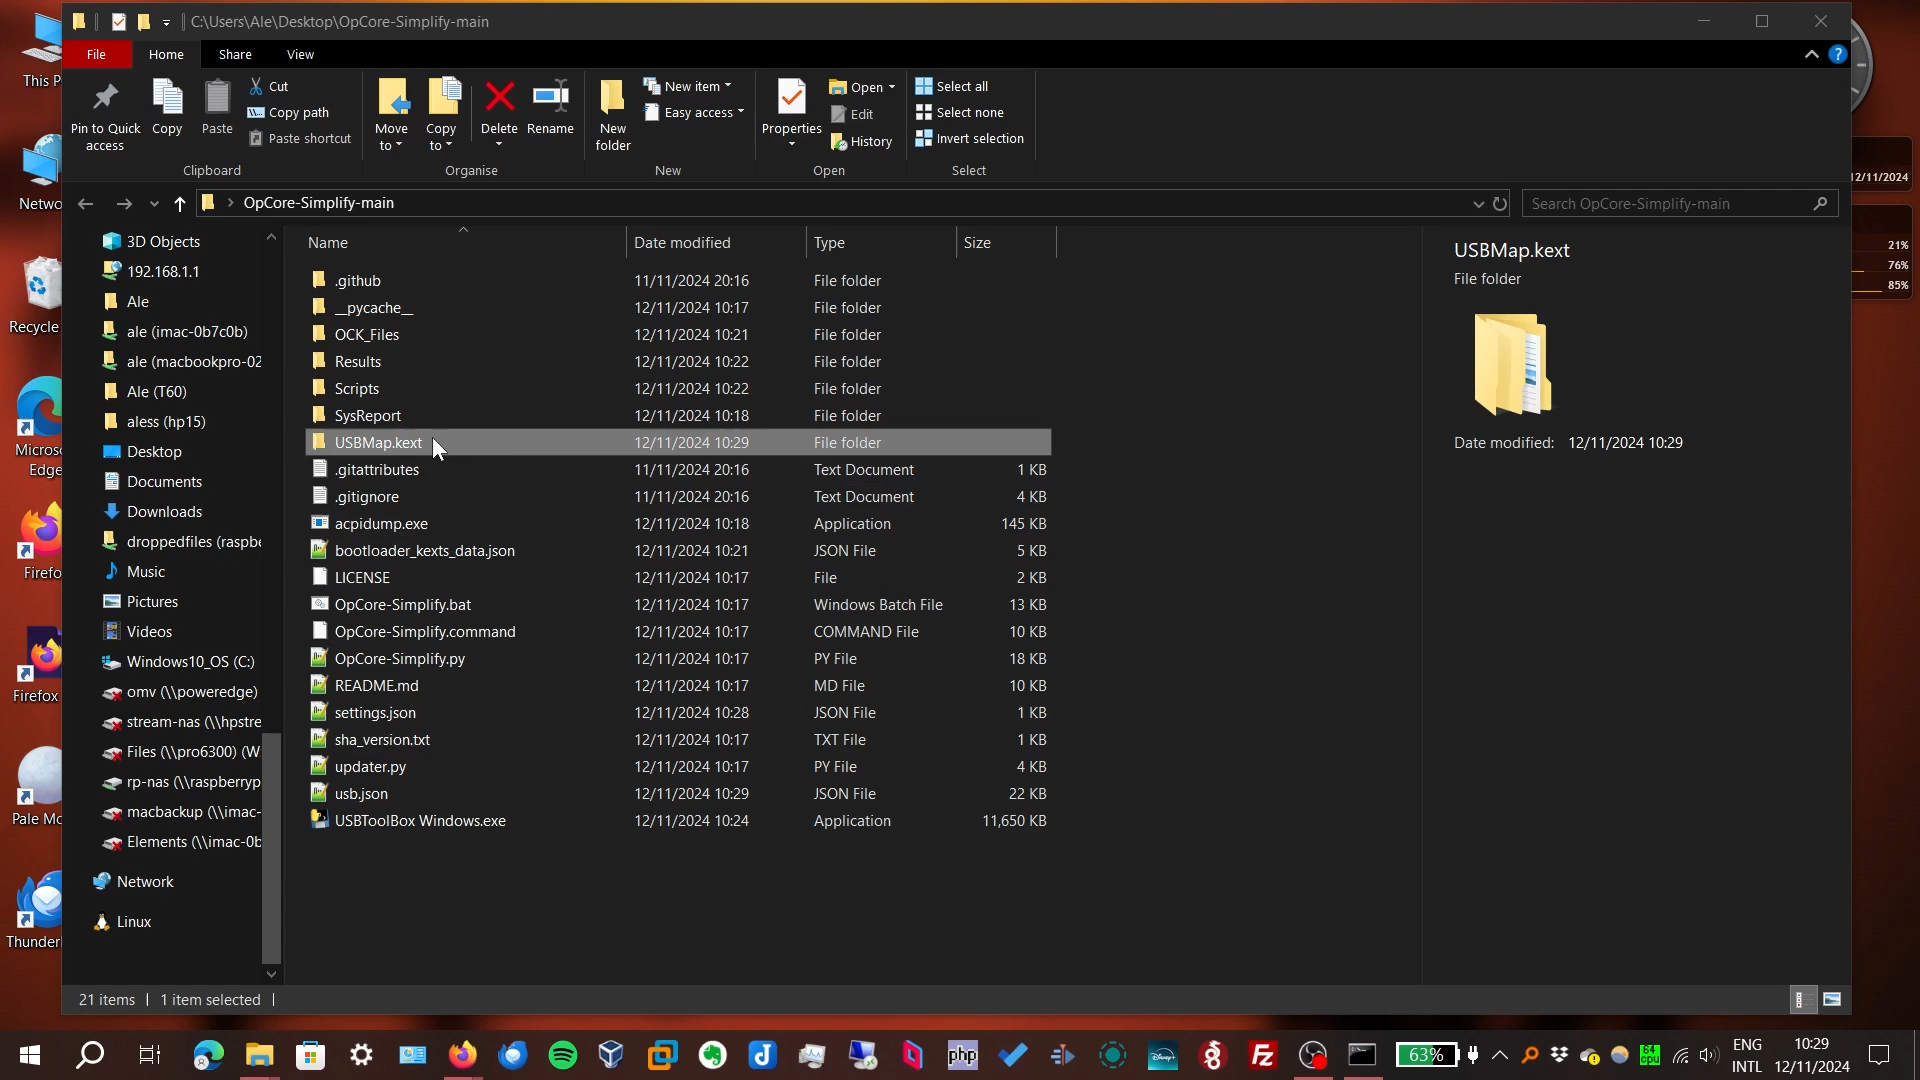 C:\Users\Ale\Desktop\OpCore-Simplify-main
File Home Share View
Pin to Quick access
Copy
Paste
Cut
Copy path
Paste shortcut
Clipboard
Move to
Copy to
Delete
Rename
Organise
New folder
New item
Easy access
New
Properties
Open
Edit
History
Open
Select all
Select none
Invert selection
Select
OpCore-Simplify-main
Search OpCore-Simplify-main
3D Objects
192.168.1.1
Ale
ale (imac-0b7c0b)
ale (macbookpro-02
Ale (T60)
aless (hp15)
Desktop
Documents
Downloads
droppedfiles (raspbe
Music
Pictures
Videos
Windows10_OS (C:)
omv (\\poweredge)
stream-nas (\\hpstre
Files (\\pro6300) (W
rp-nas (\\raspberryp
macbackup (\\imac-
Elements (\\imac-0b
Network
Linux
Name Date modified Type Size
.github 11/11/2024 20:16 File folder
__pycache__ 12/11/2024 10:17 File folder
OCK_Files 12/11/2024 10:21 File folder
Results 12/11/2024 10:22 File folder
Scripts 12/11/2024 10:22 File folder
SysReport 12/11/2024 10:18 File folder
USBMap.kext 12/11/2024 10:29 File folder
.gitattributes 11/11/2024 20:16 Text Document 1 KB
.gitignore 11/11/2024 20:16 Text Document 4 KB
acpidump.exe 12/11/2024 10:18 Application 145 KB
bootloader_kexts_data.json 12/11/2024 10:21 JSON File 5 KB
LICENSE 12/11/2024 10:17 File 2 KB
OpCore-Simplify.bat 12/11/2024 10:17 Windows Batch File 13 KB
OpCore-Simplify.command 12/11/2024 10:17 COMMAND File 10 KB
OpCore-Simplify.py 12/11/2024 10:17 PY File 18 KB
README.md 12/11/2024 10:17 MD File 10 KB
settings.json 12/11/2024 10:28 JSON File 1 KB
sha_version.txt 12/11/2024 10:17 TXT File 1 KB
updater.py 12/11/2024 10:17 PY File 4 KB
usb.json 12/11/2024 10:29 JSON File 22 KB
USBToolBox Windows.exe 12/11/2024 10:24 Application 11,650 KB
USBMap.kext
File folder
Date modified: 12/11/2024 10:29
21 items 1 item selected
This P
Netwo
Recycle
Micros
Edge
Firefo
Firefox
Pale Mo
Thunder
12/11/2024
21%
76%
85%
php
Disney+
FZ
63%
64
CPU
ENG
INTL
10:29
12/11/2024